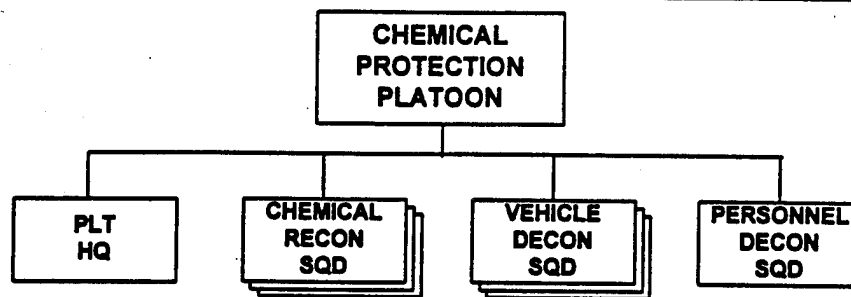 CHEMICAL
PROTECTION
PLATOON
PLT
HQ
CHEMICAL
RECON
SQD
VEHICLE
DECON
SQD
PERSONNEL
DECON
SQD